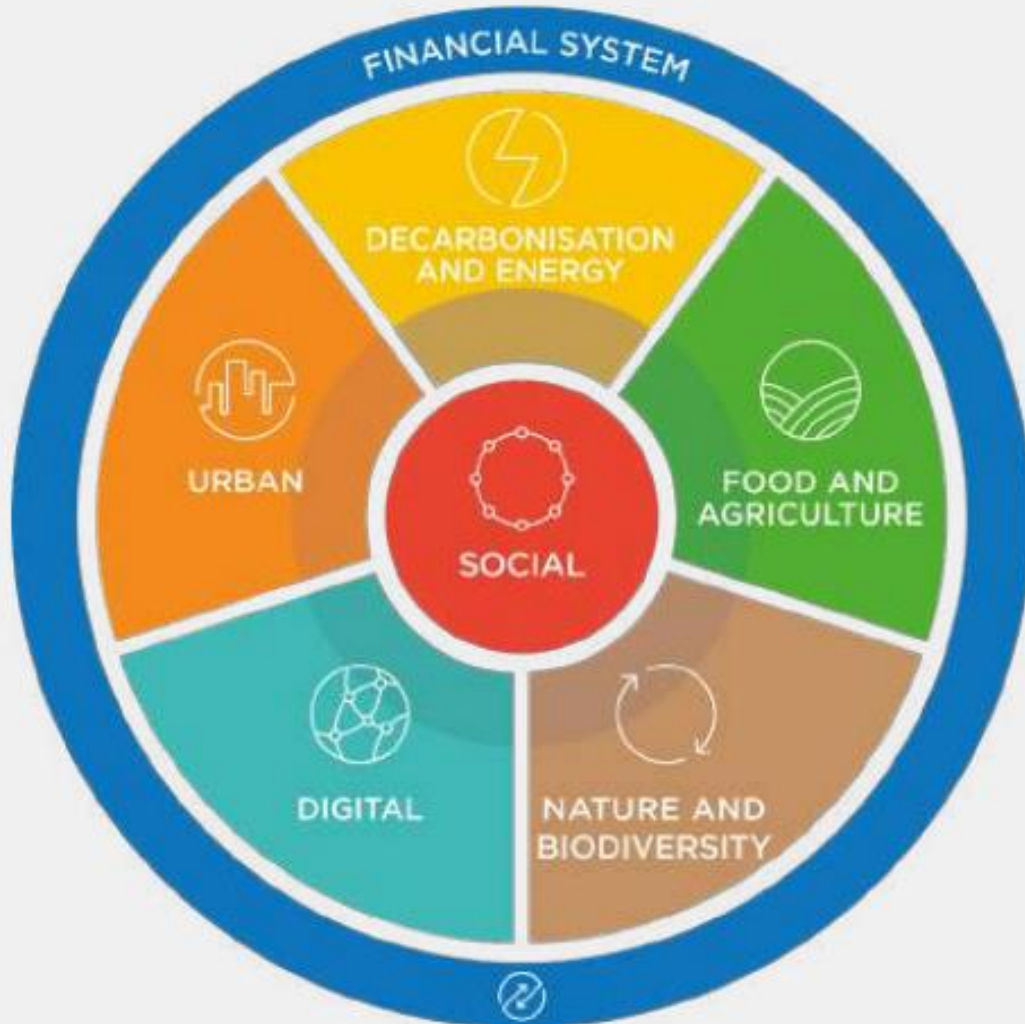 FINANCIAL SYSTEM
DECARBONISATION
AND ENERGY
URBAN
FOOD AND
AGRICULTURE
SOCIAL
DIGITAL
NATURE AND
BIODIVERSITY